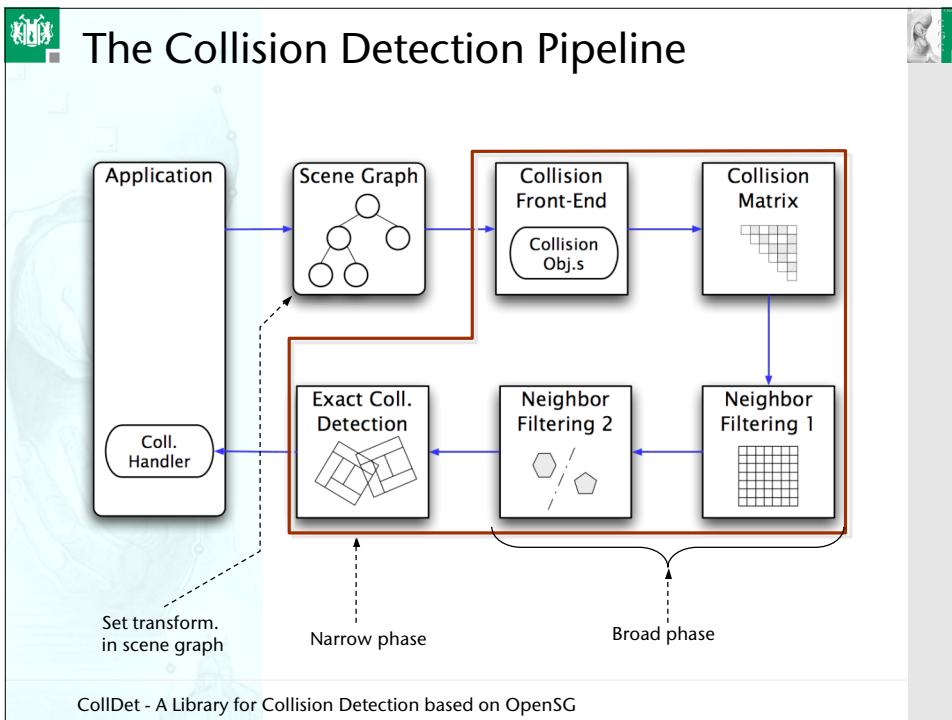 The Collision Detection Pipeline
Application
Scene Graph
Collision
Front-End
Collision
Obj.s
Collision
Matrix
Exact Coll.
Detection
Neighbor
Filtering 2
Neighbor
Filtering 1
Coll.
Handler
Set transform.
in scene graph
Narrow phase
Broad phase
CollDet - A Library for Collision Detection based on OpenSG